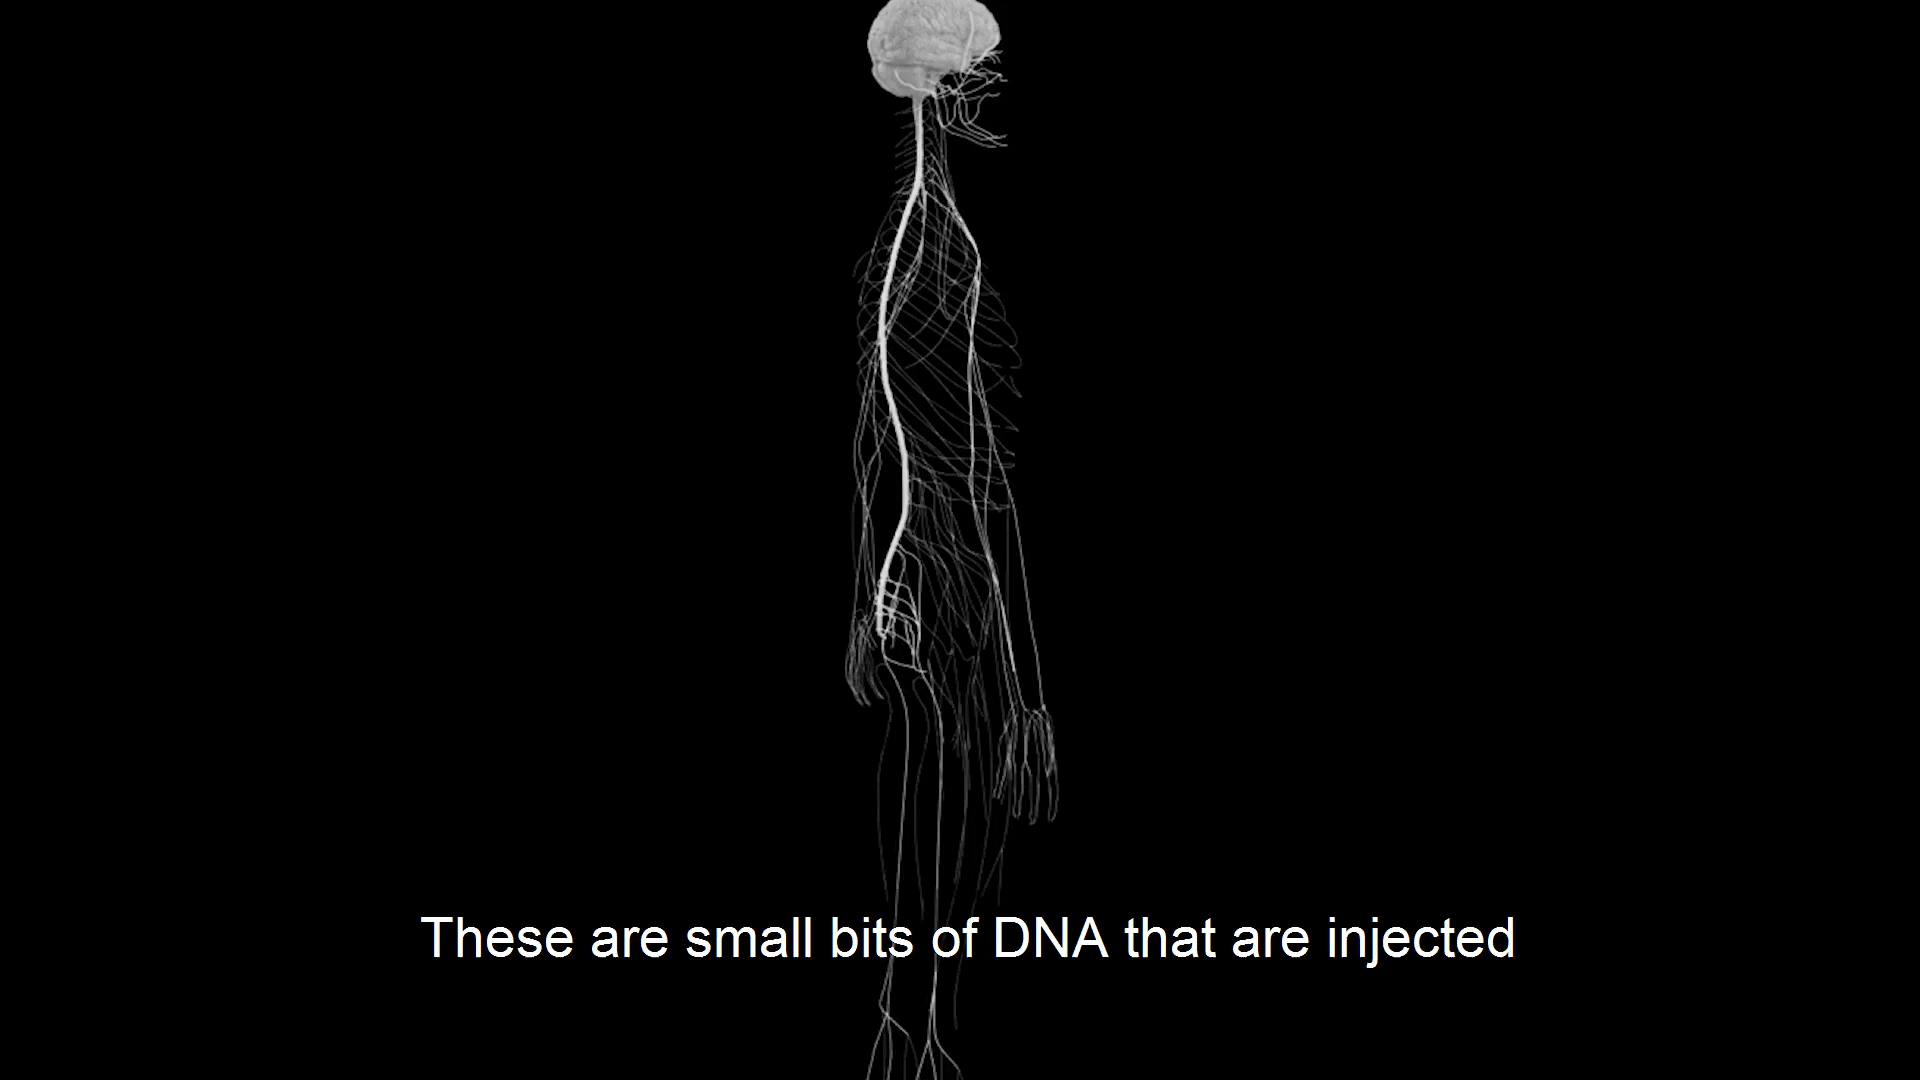 These are small bits of DNA that are injected